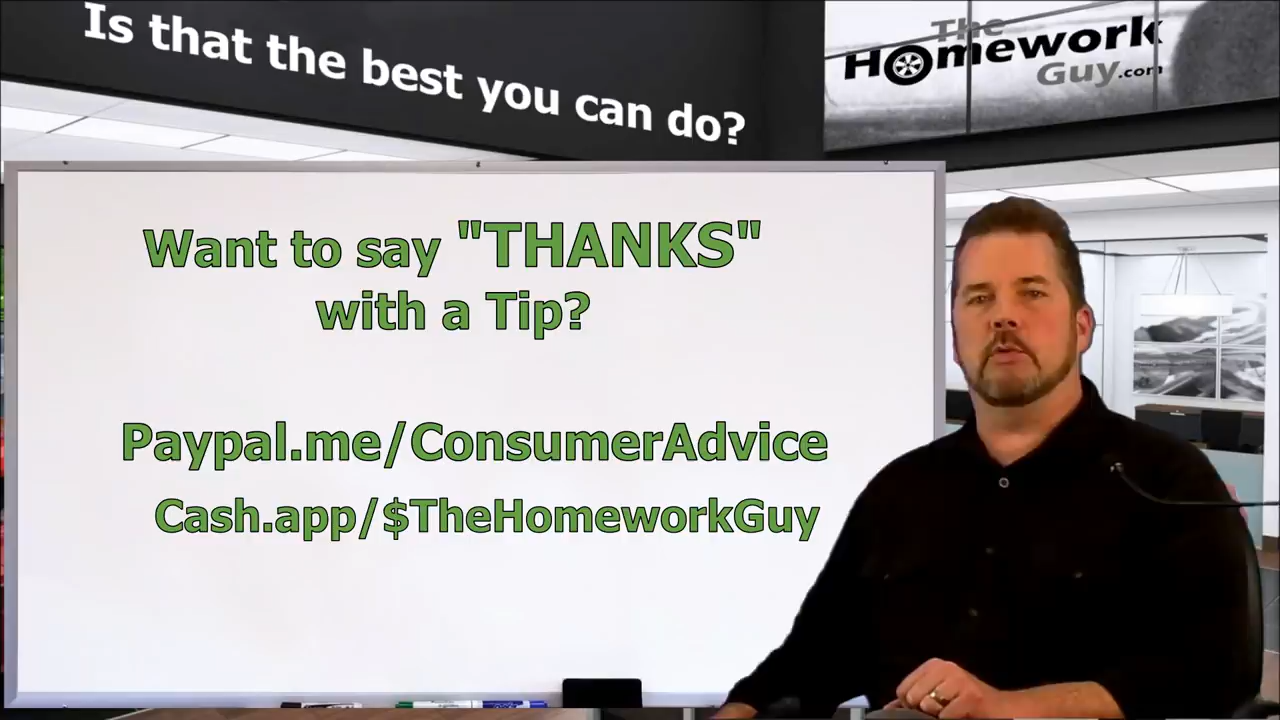 Is that the best you can do?
The
Homework
Guy.com
Want to say "THANKS"
with a Tip?
Paypal.me/ConsumerAdvice
Cash.app/$TheHomeworkGuy